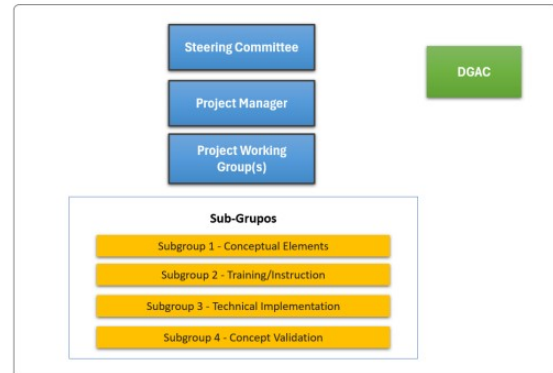 Steering Committee
DGAC
Project Manager
Project Working
Group(s)
Sub-Grupos
Subgroup 1 - Conceptual Elements
Subgroup 2 - Training/Instruction
Subgroup 3 - Technical Implementation
Subgroup 4 - Concept Validation